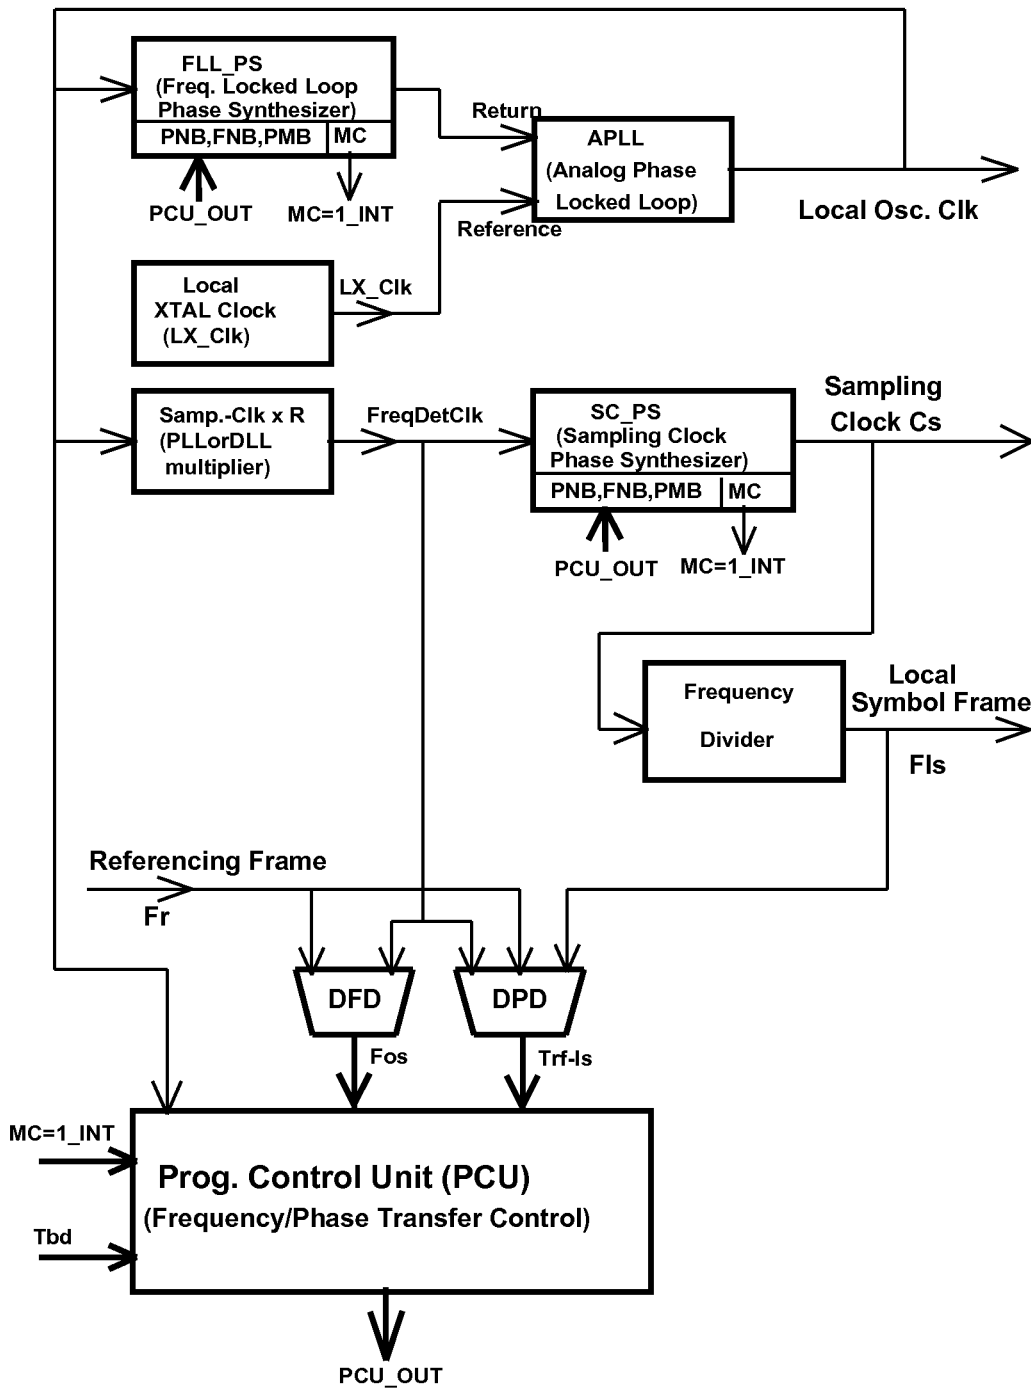 FLL_PS
(Freq. Locked Loop
Phase Synthesizer)
PNB,FNB,PMB
MC
PCU_OUT
MC=1_INT
Return
APLL
(Analog Phase
Locked Loop)
Reference
Local Osc. Clk
Local
XTAL Clock
(LX_Clk)
LX_Clk
Samp.-Clk x R
(PLLorDLL
multiplier)
FreqDetClk
SC_PS
(Sampling Clock
Phase Synthesizer)
PNB,FNB,PMB
MC
PCU_OUT
MC=1_INT
Sampling
Clock Cs
Frequency
Divider
Local
Symbol Frame
Fls
Referencing Frame
Fr
DFD
DPD
Fos
Trf-ls
MC=1_INT
Tbd
Prog. Control Unit (PCU)
(Frequency/Phase Transfer Control)
PCU_OUT